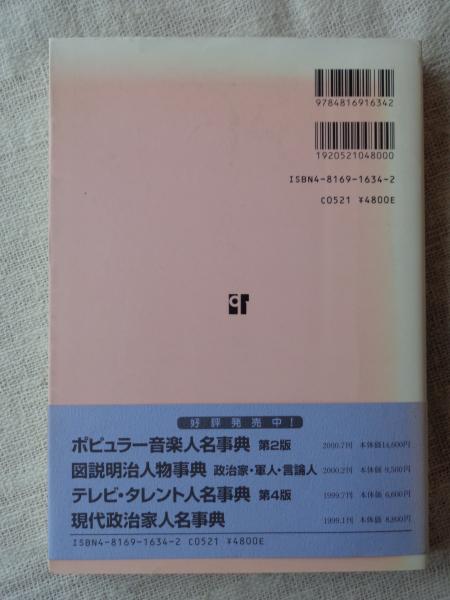 9784816916342
1920521048000
ISBN4-8169-1634-2
C0521 ¥4800E
好評発売中!
ポピュラー音楽人名事典 第2版 2000.7刊 本体価14,600円
図説明治人物事典 政治家・軍人・言論人 2000.2刊 本体価 9,500円
テレビ・タレント人名事典 第4版 1999.7刊 本体価 6,600円
現代政治家人名事典 1999.1刊 本体価 8,800円
ISBN4-8169-1634-2 C0521 ¥4800E